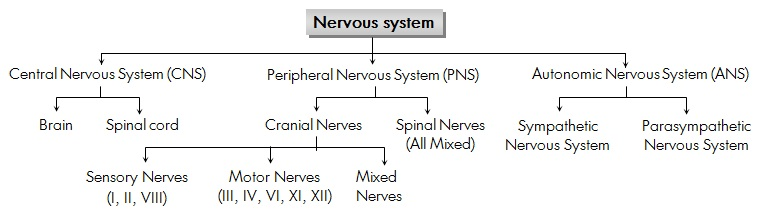 Nervous system
Central Nervous System (CNS)
Peripheral Nervous System (PNS)
Autonomic Nervous System (ANS)
Brain
Spinal cord
Cranial Nerves
Spinal Nerves
(All Mixed)
Sympathetic
Nervous System
Parasympathetic
Nervous System
Sensory Nerves
(I, II, VIII)
Motor Nerves
(III, IV, VI, XI, XII)
Mixed
Nerves